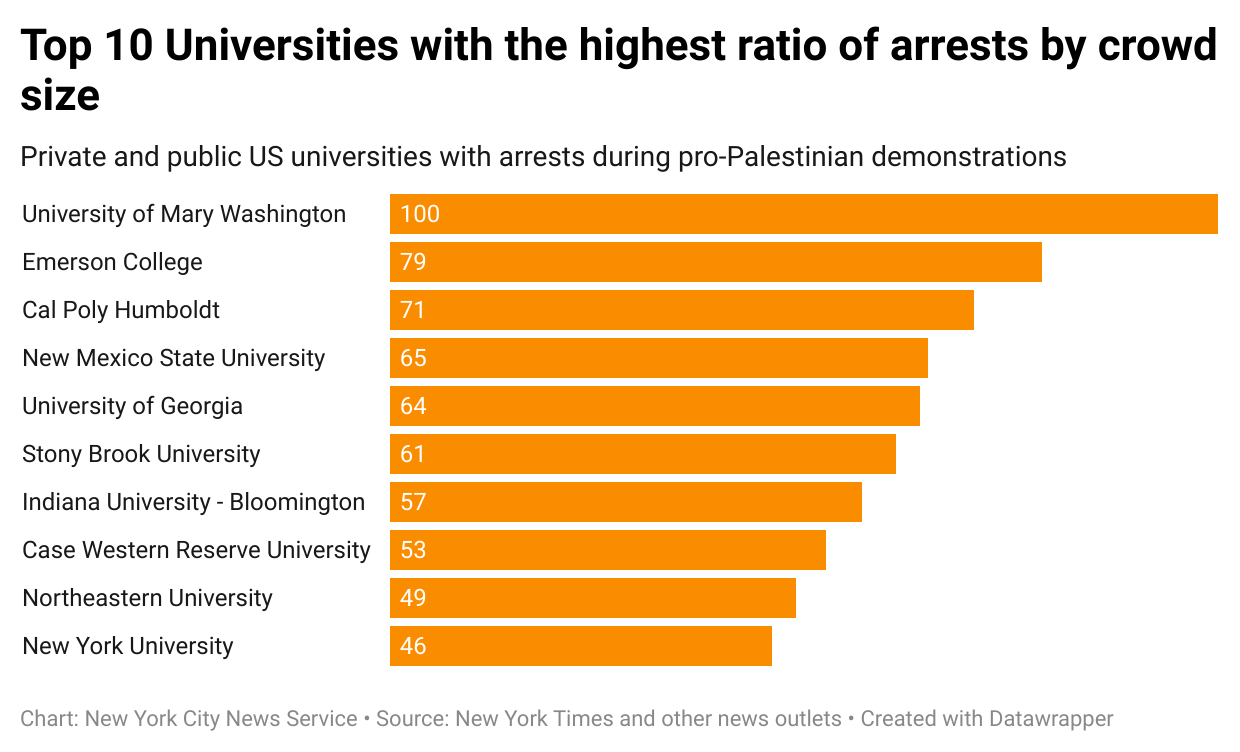 Top 10 Universities with the highest ratio of arrests by crowd
size
Private and public US universities with arrests during pro-Palestinian demonstrations
University of Mary Washington 100
Emerson College 79
Cal Poly Humboldt 71
New Mexico State University 65
University of Georgia 64
Stony Brook University 61
Indiana University - Bloomington 57
Case Western Reserve University 53
Northeastern University 49
New York University 46
Chart: New York City News Service • Source: New York Times and other news outlets • Created with Datawrapper